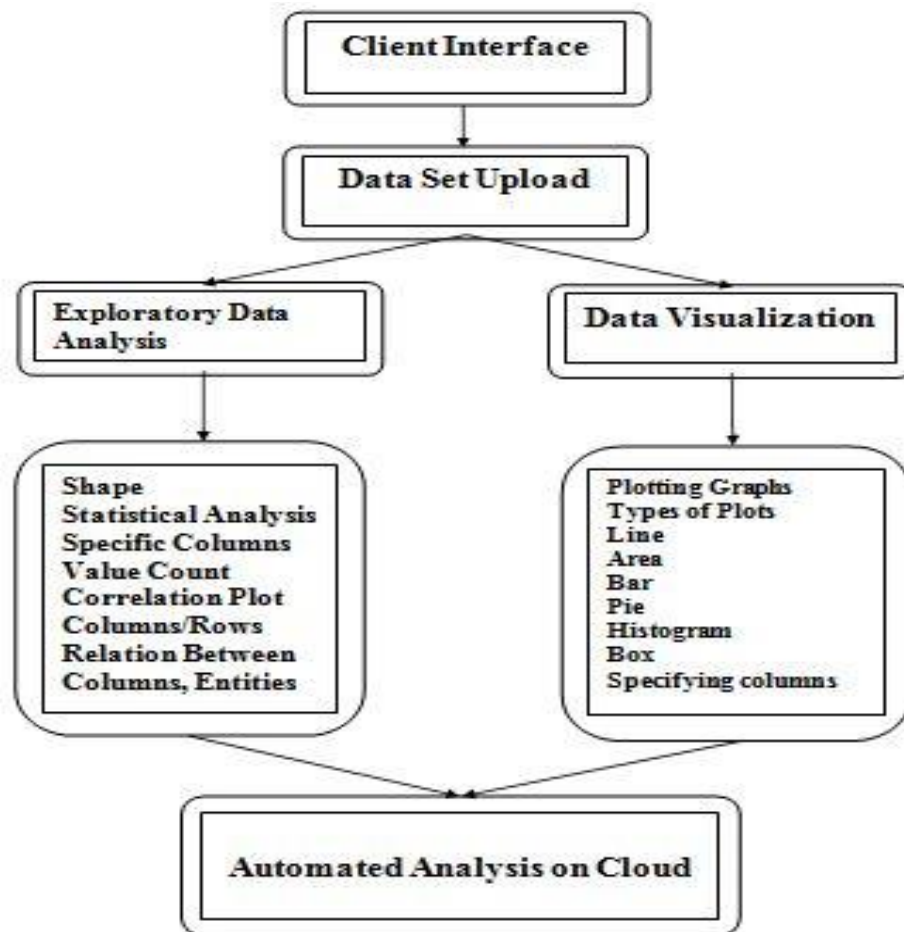 Client Interface
Data Set Upload
Exploratory Data
Analysis
Data Visualization
Shape
Statistical Analysis
Specific Columns
Value Count
Correlation Plot
Columns/Rows
Relation Between
Columns, Entities
Plotting Graphs
Types of Plots
Line
Area
Bar
Pie
Histogram
Box
Specifying columns
Automated Analysis on Cloud